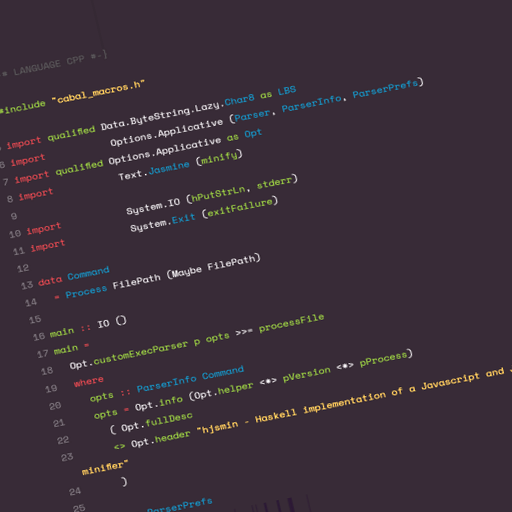 * LANGUAGE CPP *-}
#include "cabal_macros.h"
import qualified Data.ByteString.Lazy.Char8 as LBS
6 import Options.Applicative (Parser, ParserInfo, ParserPrefs)
7 import qualified Options.Applicative as Opt
8 import Text.Jasmine (minify)
9
10 import System.IO (hPutStrLn, stderr)
11 import System.Exit (exitFailure)
12
13 data Command
14 = Process FilePath (Maybe FilePath)
15
16 main :: IO ()
17 main =
18 Opt.customExecParser p opts >>= processFile
19 where
20 opts :: ParserInfo Command
21 opts = Opt.info (Opt.helper <*> pVersion <*> pProcess)
22 ( Opt.fullDesc
23 <> Opt.header "hjsmin - Haskell implementation of a Javascript and
minifier"
24 )
25 ParserPrefs